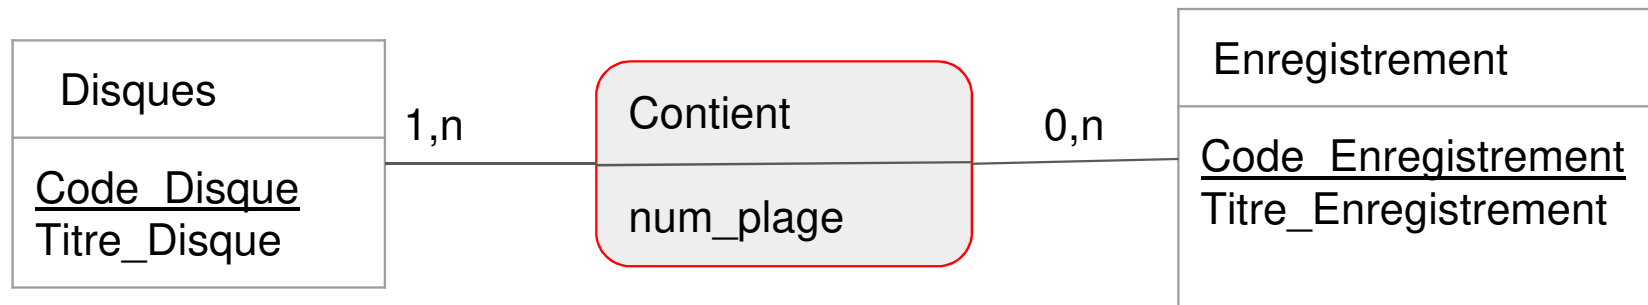 Disques
Code_Disque
Titre_Disque
1,n
Contient
num_plage
0,n
Enregistrement
Code_Enregistrement
Titre_Enregistrement